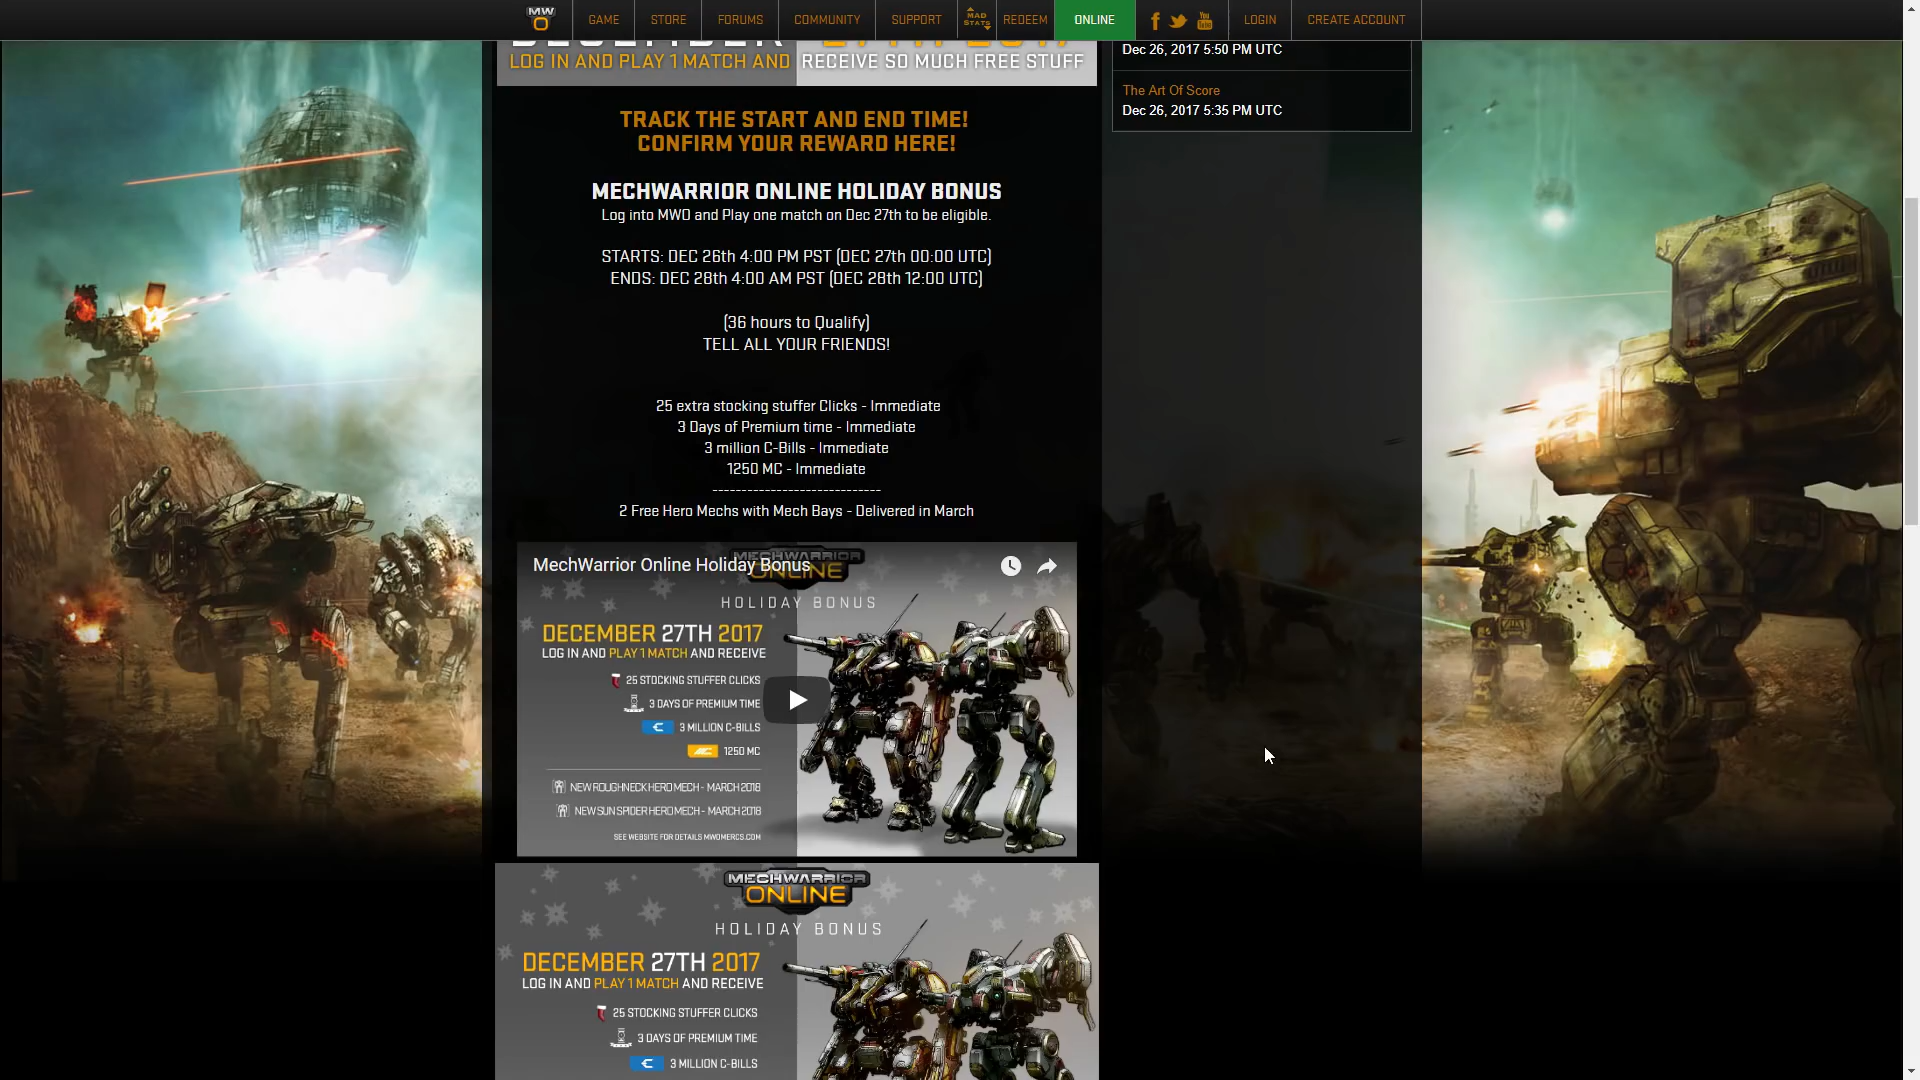 MW
O
GAME
STORE
FORUMS
COMMUNITY
SUPPORT
MAD
STATS
REDEEM
ONLINE
You
Tube
LOGIN
CREATE ACCOUNT
DECEMBER 27TH 2017
LOG IN AND PLAY 1 MATCH AND RECEIVE SO MUCH FREE STUFF
Dec 26, 2017 5:50 PM UTC
The Art Of Score
Dec 26, 2017 5:35 PM UTC
TRACK THE START AND END TIME!
CONFIRM YOUR REWARD HERE!
MECHWARRIOR ONLINE HOLIDAY BONUS
Log into MWO and Play one match on Dec 27th to be eligible.
STARTS: DEC 26th 4:00 PM PST (DEC 27th 00:00 UTC)
ENDS: DEC 28th 4:00 AM PST (DEC 28th 12:00 UTC)
(36 hours to Qualify)
TELL ALL YOUR FRIENDS!
25 extra stocking stuffer Clicks - Immediate
3 Days of Premium time - Immediate
3 million C-Bills - Immediate
1250 MC - Immediate
-----------------------------
2 Free Hero Mechs with Mech Bays - Delivered in March
MechWarrior Online Holiday Bonus
MECHWARRIOR
ONLINE
HOLIDAY BONUS
DECEMBER 27TH 2017
LOG IN AND PLAY 1 MATCH AND RECEIVE
25 STOCKING STUFFER CLICKS
3 DAYS OF PREMIUM TIME
3 MILLION C-BILLS
MC 1250 MC
NEW ROUGHNECK HERO MECH - MARCH 2018
NEW SUN SPIDER HERO MECH - MARCH 2018
SEE WEBSITE FOR DETAILS MWOMERCS.COM
MECHWARRIOR
ONLINE
HOLIDAY BONUS
DECEMBER 27TH 2017
LOG IN AND PLAY 1 MATCH AND RECEIVE
25 STOCKING STUFFER CLICKS
3 DAYS OF PREMIUM TIME
3 MILLION C-BILLS